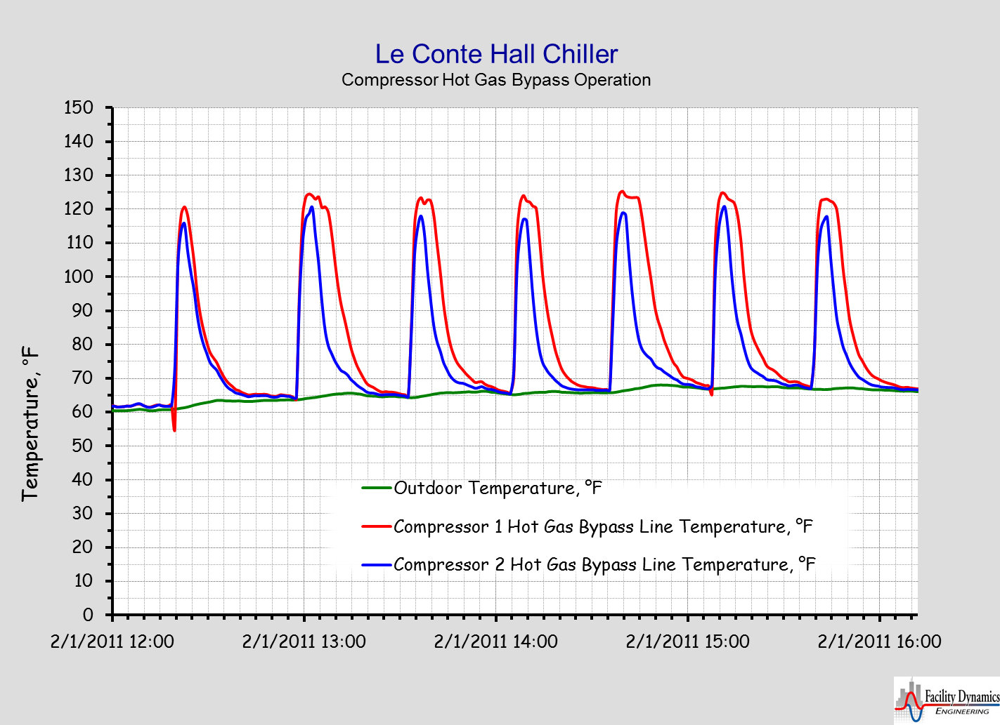 Le Conte Hall Chiller
Compressor Hot Gas Bypass Operation
150
140
130
120
110
100
90
80
70
60
50
40
30
20
10
0
Temperature, °F
Outdoor Temperature, °F
Compressor 1 Hot Gas Bypass Line Temperature, °F
Compressor 2 Hot Gas Bypass Line Temperature, °F
2/1/2011 12:00 2/1/2011 13:00 2/1/2011 14:00 2/1/2011 15:00 2/1/2011 16:00
Facility Dynamics
ENGINEERING